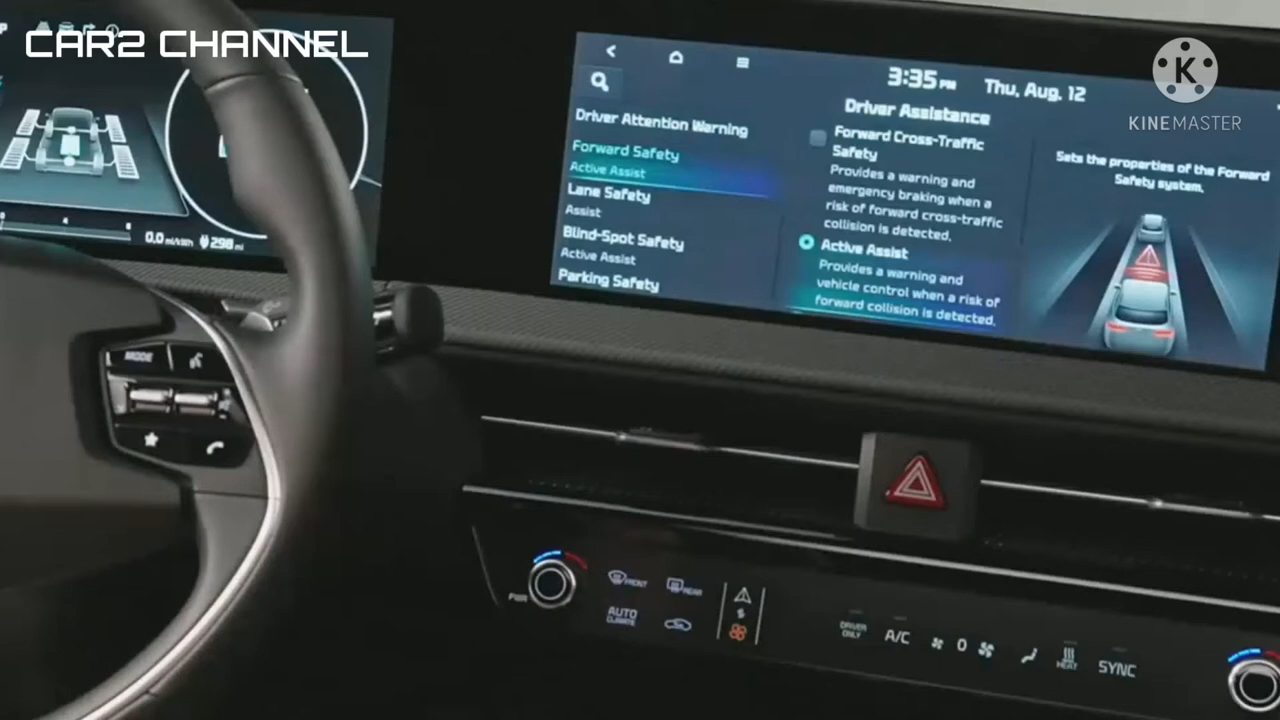 CAR2 CHANNEL
P
K
KINEMASTER
3:35 PM Thu, Aug. 12
Driver Attention Warning
Forward Safety
Active Assist
Lane Safety
Assist
Blind-Spot Safety
Active Assist
Parking Safety
Driver Assistance
Forward Cross-Traffic
Safety
Provides a warning and
emergency braking when a
risk of forward cross-traffic
collision is detected.
Active Assist
Provides a warning and
vehicle control when a risk of
forward collision is detected.
Sets the properties of the Forward
Safety system.
0 4 8
0.0 mi/kWh 298 mi
MODE
PWR
FRONT
REAR
AUTO
CLIMATE
DRIVER
ONLY
A/C
0
HEAT
SYNC